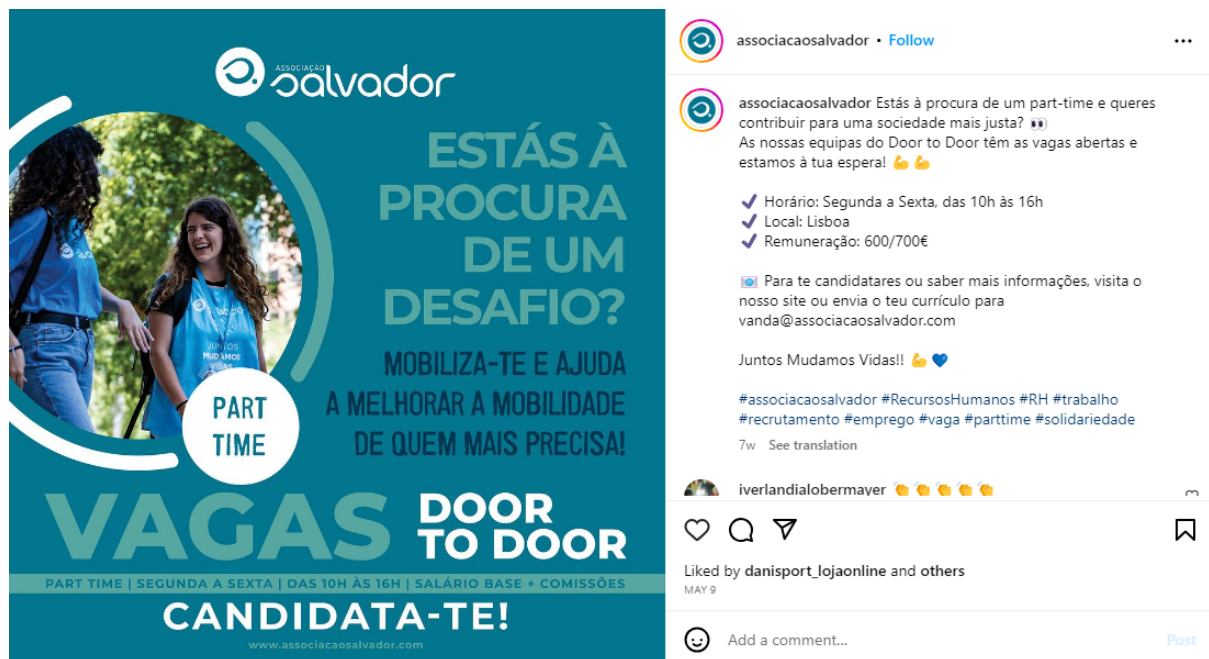 ASSOCIAÇÃO
salvador
ESTÁS À
PROCURA
DE UM
DESAFIO?
MOBILIZA-TE E AJUDA
A MELHORAR A MOBILIDADE
DE QUEM MAIS PRECISA!
JUNTOS
MUDAMOS
VIDAS
PART
TIME
VAGAS
DOOR
TO DOOR
PART TIME | SEGUNDA A SEXTA | DAS 10H ÀS 16H | SALÁRIO BASE + COMISSÕES
CANDIDATA-TE!
www.associacaosalvador.com
associacaosalvador • Follow
associacaosalvador Estás à procura de um part-time e queres
contribuir para uma sociedade mais justa? 👀
As nossas equipas do Door to Door têm as vagas abertas e
estamos à tua espera! 💪 💪
✔ Horário: Segunda a Sexta, das 10h às 16h
✔ Local: Lisboa
✔ Remuneração: 600/700€
📧 Para te candidatares ou saber mais informações, visita o
nosso site ou envia o teu currículo para
vanda@associacaosalvador.com
Juntos Mudamos Vidas!! 💪 💙
#associacaosalvador #RecursosHumanos #RH #trabalho
#recrutamento #emprego #vaga #parttime #solidariedade
7w See translation
iverlandialobermayer 👏 👏 👏 👏 👏
Liked by danisport_lojaonline and others
MAY 9
Add a comment...
Post